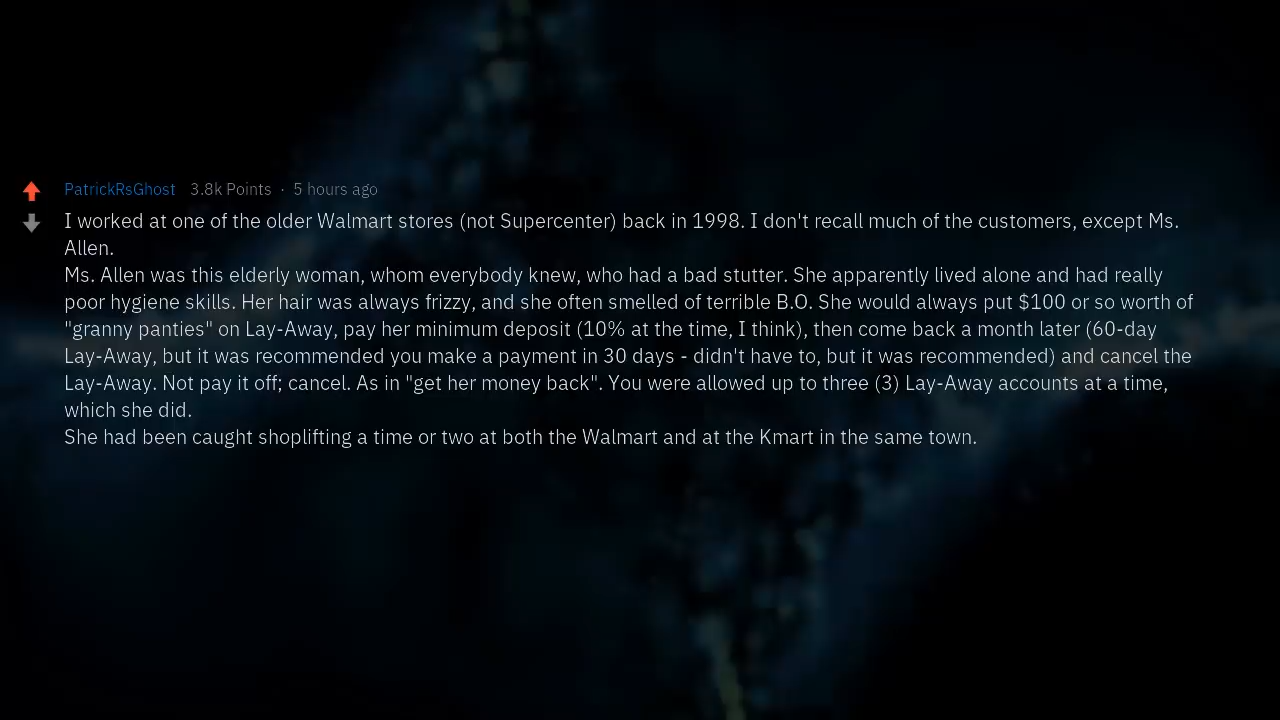 PatrickRsGhost 3.8k Points · 5 hours ago
I worked at one of the older Walmart stores (not Supercenter) back in 1998. I don't recall much of the customers, except Ms.
Allen.
Ms. Allen was this elderly woman, whom everybody knew, who had a bad stutter. She apparently lived alone and had really
poor hygiene skills. Her hair was always frizzy, and she often smelled of terrible B.O. She would always put $100 or so worth of
"granny panties" on Lay-Away, pay her minimum deposit (10% at the time, I think), then come back a month later (60-day
Lay-Away, but it was recommended you make a payment in 30 days - didn't have to, but it was recommended) and cancel the
Lay-Away. Not pay it off; cancel. As in "get her money back". You were allowed up to three (3) Lay-Away accounts at a time,
which she did.
She had been caught shoplifting a time or two at both the Walmart and at the Kmart in the same town.